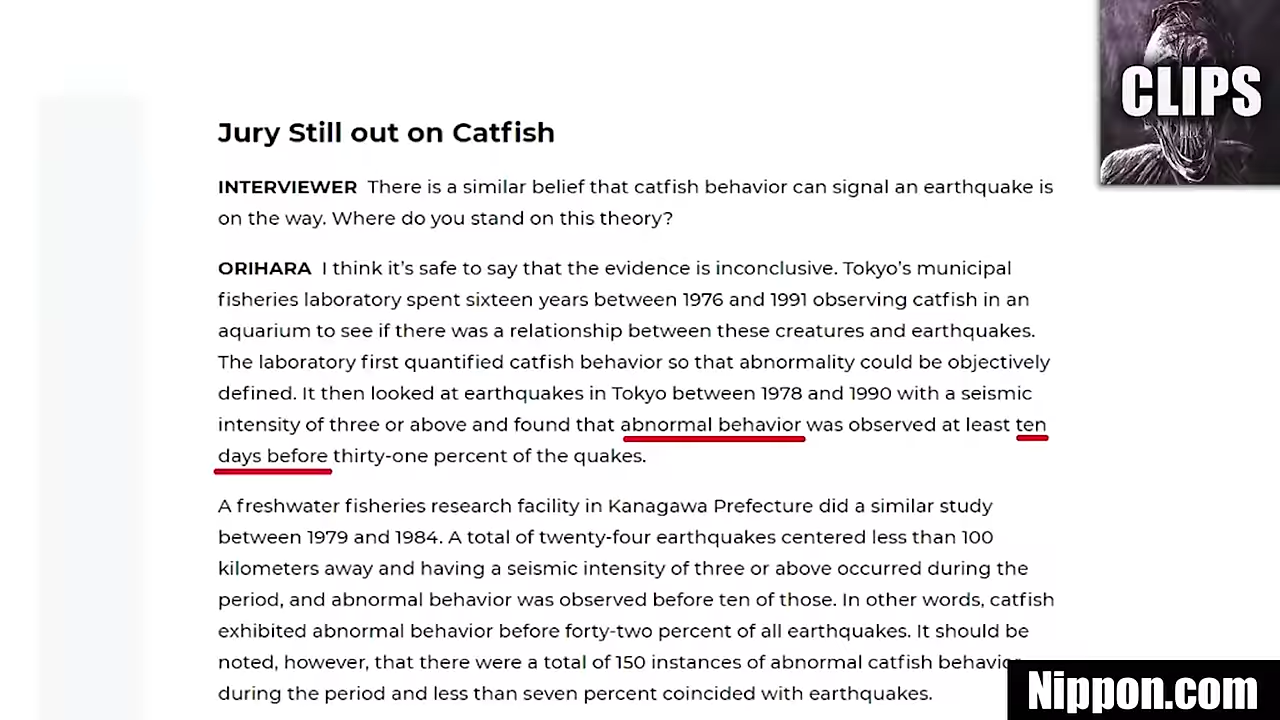 CLIPS
Jury Still out on Catfish
INTERVIEWER There is a similar belief that catfish behavior can signal an earthquake is
on the way. Where do you stand on this theory?
ORIHARA I think it’s safe to say that the evidence is inconclusive. Tokyo’s municipal
fisheries laboratory spent sixteen years between 1976 and 1991 observing catfish in an
aquarium to see if there was a relationship between these creatures and earthquakes.
The laboratory first quantified catfish behavior so that abnormality could be objectively
defined. It then looked at earthquakes in Tokyo between 1978 and 1990 with a seismic
intensity of three or above and found that abnormal behavior was observed at least ten
days before thirty-one percent of the quakes.
A freshwater fisheries research facility in Kanagawa Prefecture did a similar study
between 1979 and 1984. A total of twenty-four earthquakes centered less than 100
kilometers away and having a seismic intensity of three or above occurred during the
period, and abnormal behavior was observed before ten of those. In other words, catfish
exhibited abnormal behavior before forty-two percent of all earthquakes. It should be
noted, however, that there were a total of 150 instances of abnormal catfish behavior
during the period and less than seven percent coincided with earthquakes.
Nippon.com